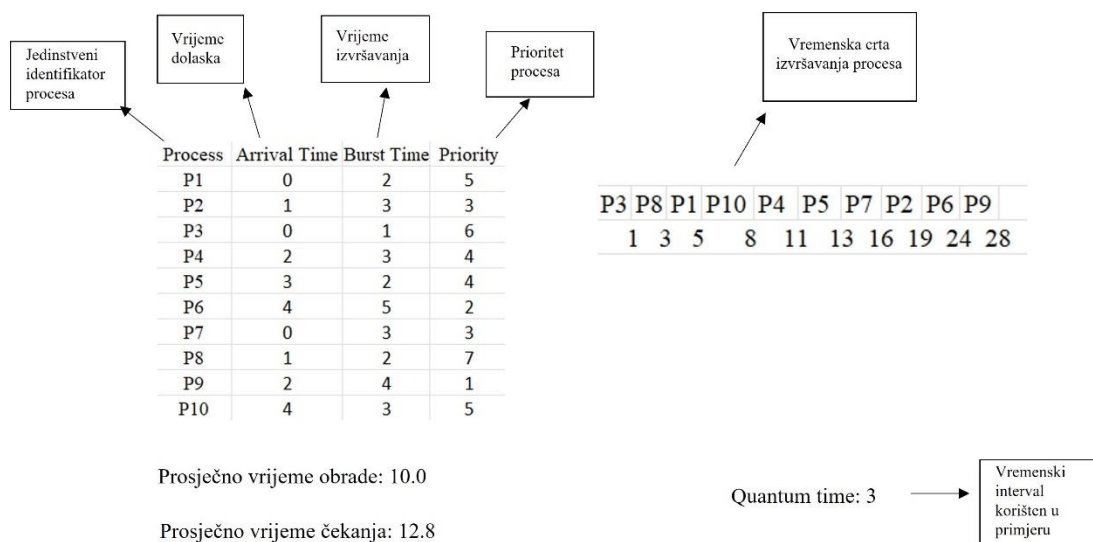 Jedinstveni
identifikator
procesa
Vrijeme
dolaska
Vrijeme
izvršavanja
Prioritet
procesa
Vremenska crta
izvršavanja procesa
Process Arrival Time Burst Time Priority
P1 0 2 5
P2 1 3 3
P3 0 1 6
P4 2 3 4
P5 3 2 4
P6 4 5 2
P7 0 3 3
P8 1 2 7
P9 2 4 1
P10 4 3 5
P3 P8 P1 P10 P4 P5 P7 P2 P6 P9
1 3 5 8 11 13 16 19 24 28
Prosječno vrijeme obrade: 10.0
Prosječno vrijeme čekanja: 12.8
Quantum time: 3
Vremenski
interval
korišten u
primjeru